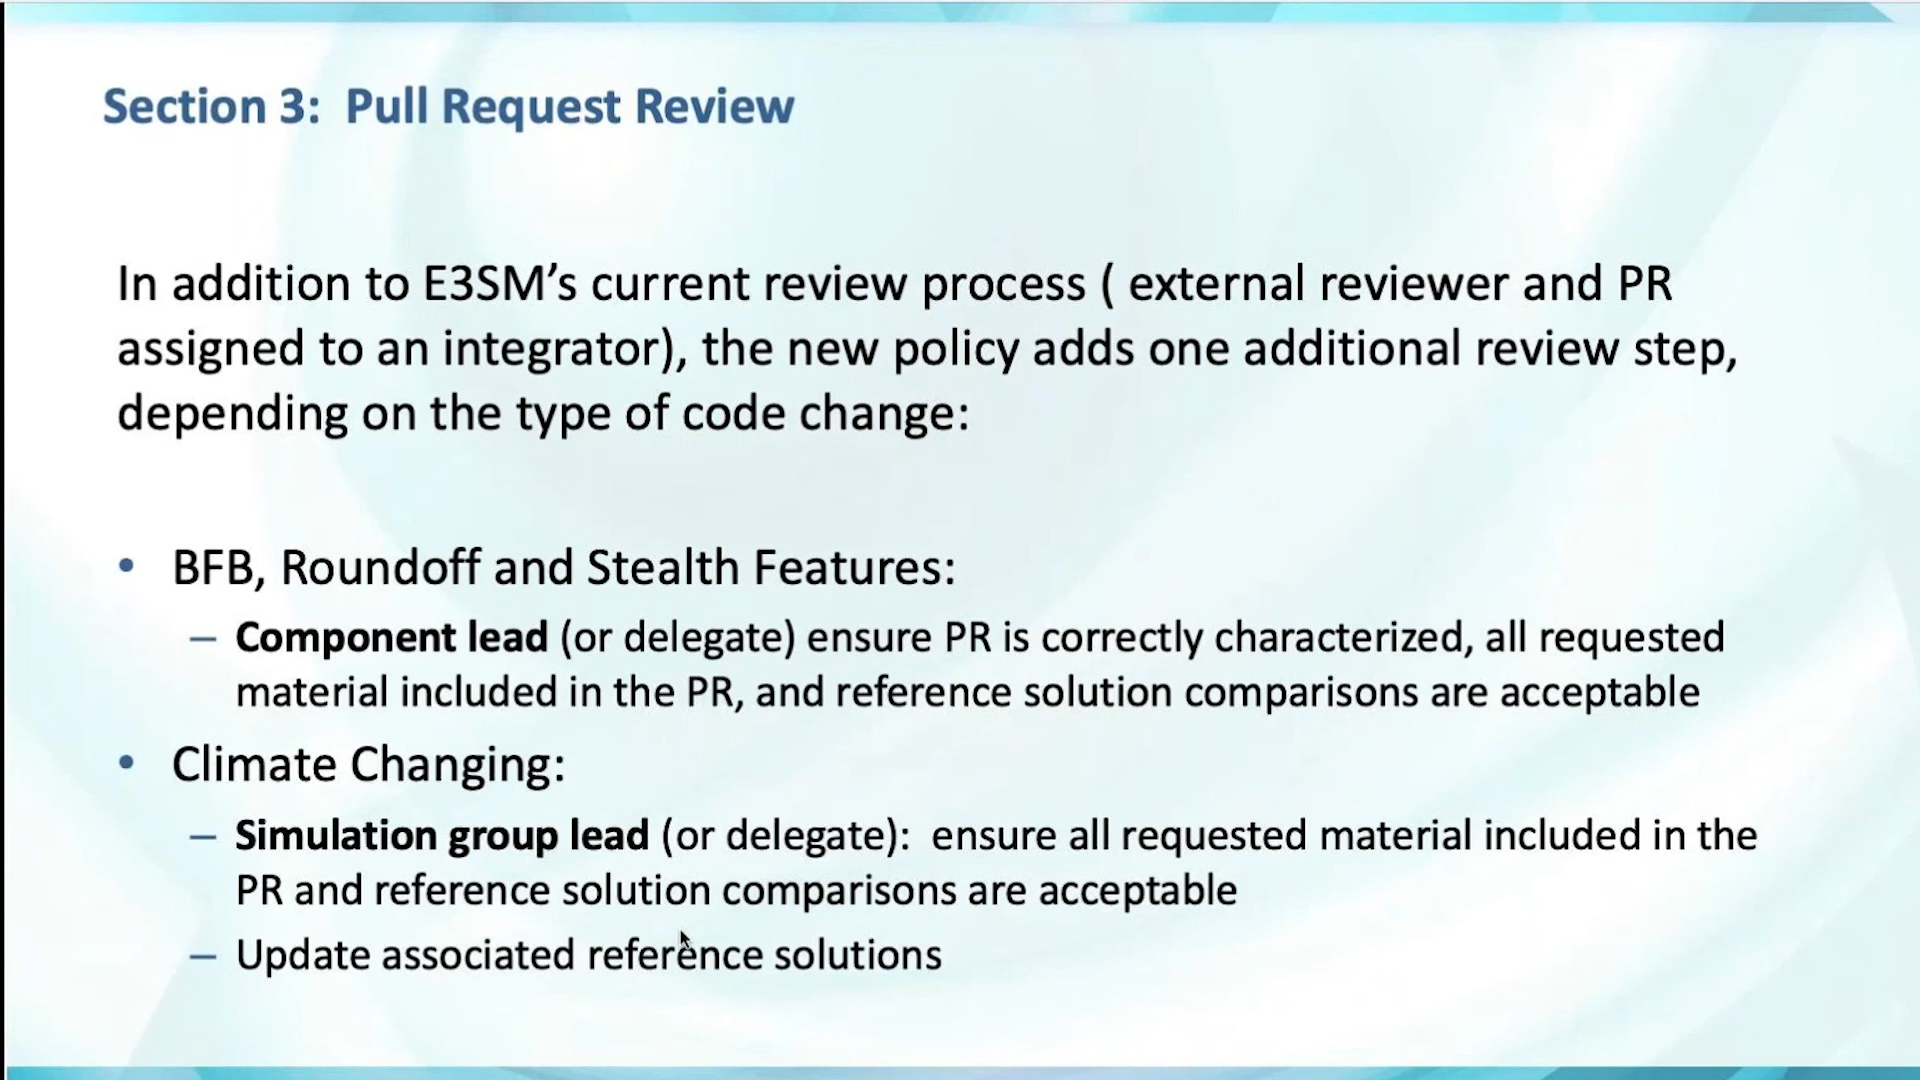 Section 3:  Pull Request Review
In addition to E3SM’s current review process ( external reviewer and PR
assigned to an integrator), the new policy adds one additional review step,
depending on the type of code change:
• BFB, Roundoff and Stealth Features:
– Component lead (or delegate) ensure PR is correctly characterized, all requested
material included in the PR, and reference solution comparisons are acceptable
• Climate Changing:
– Simulation group lead (or delegate):  ensure all requested material included in the
PR and reference solution comparisons are acceptable
– Update associated reference solutions